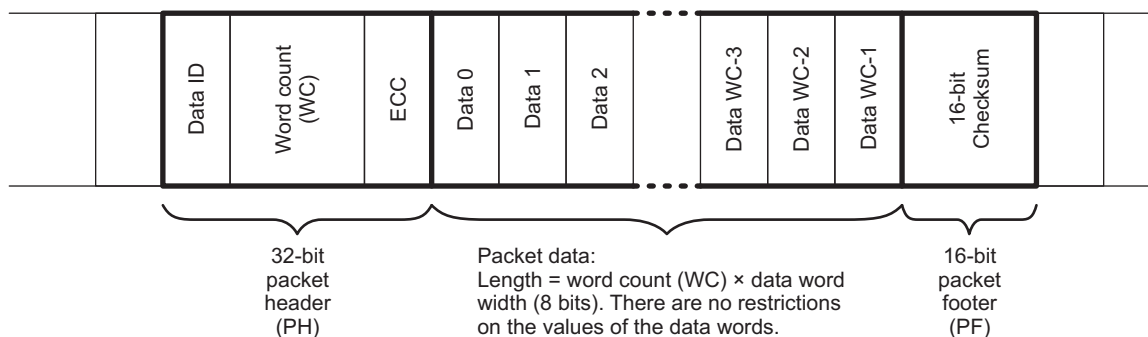 Data ID
Word count
(WC)
ECC
Data 0
Data 1
Data 2
Data WC-3
Data WC-2
Data WC-1
16-bit
Checksum
32-bit
packet
header
(PH)
Packet data:
Length = word count (WC) × data word
width (8 bits). There are no restrictions
on the values of the data words.
16-bit
packet
footer
(PF)